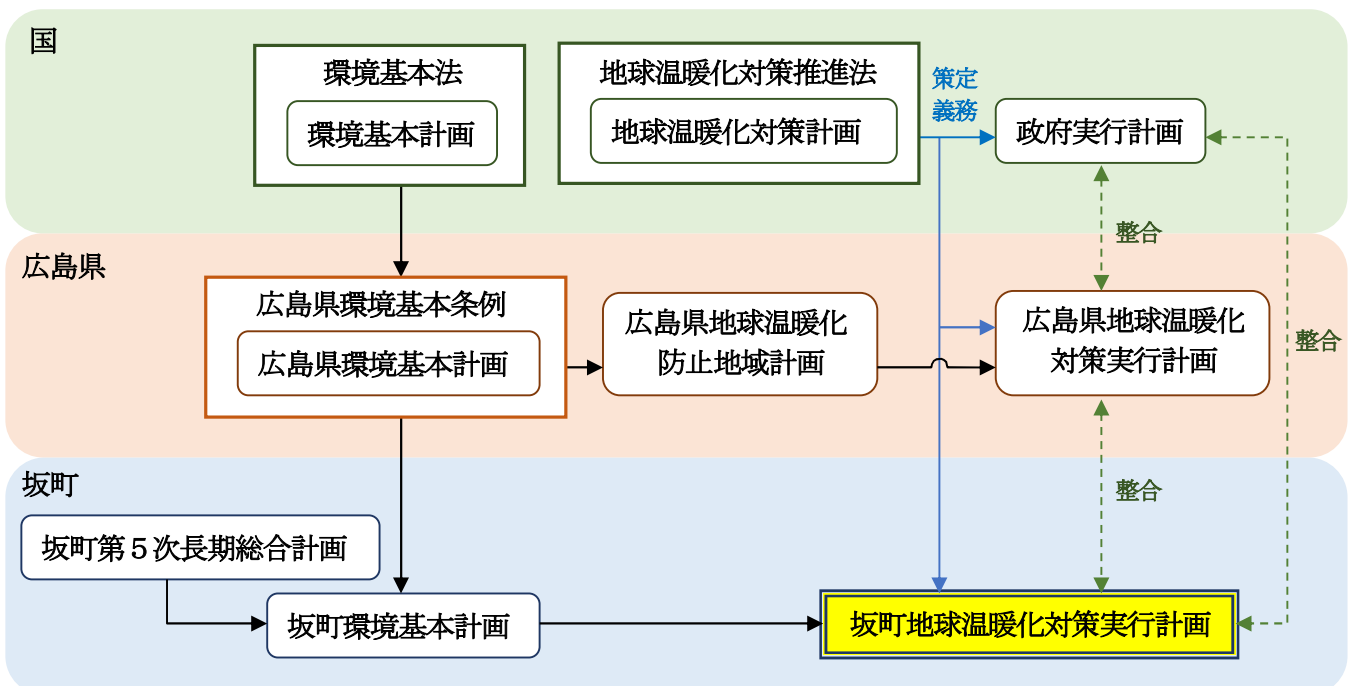 国
環境基本法
環境基本計画
地球温暖化対策推進法
地球温暖化対策計画
策定
義務
政府実行計画
整合
広島県
広島県環境基本条例
広島県環境基本計画
広島県地球温暖化
防止地域計画
広島県地球温暖化
対策実行計画
整合
整合
坂町
坂町第５次長期総合計画
坂町環境基本計画
坂町地球温暖化対策実行計画